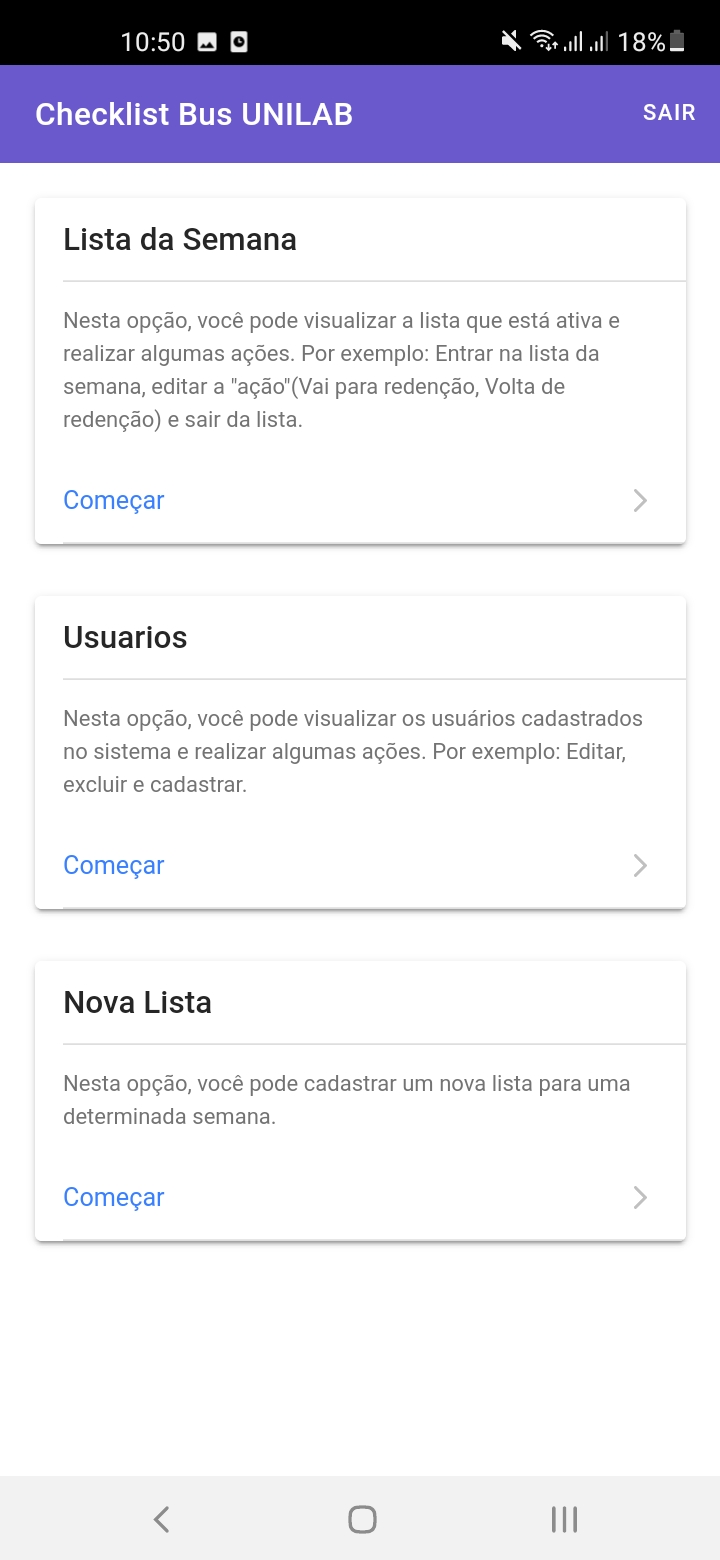 10:50
18%
Checklist Bus UNILAB
SAIR
Lista da Semana
Nesta opção, você pode visualizar a lista que está ativa e
realizar algumas ações. Por exemplo: Entrar na lista da
semana, editar a "ação"(Vai para redenção, Volta de
redenção) e sair da lista.
Começar
Usuarios
Nesta opção, você pode visualizar os usuários cadastrados
no sistema e realizar algumas ações. Por exemplo: Editar,
excluir e cadastrar.
Começar
Nova Lista
Nesta opção, você pode cadastrar um nova lista para uma
determinada semana.
Começar